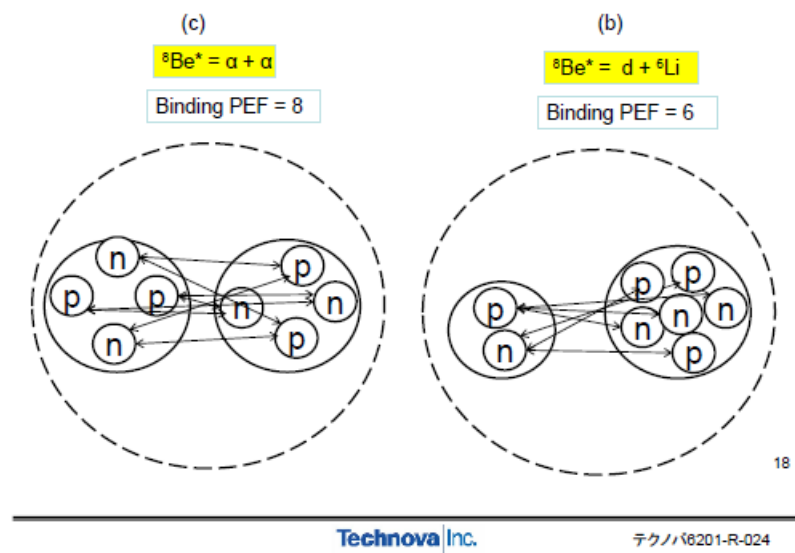 (c)
⁸Be* = α + α
Binding PEF = 8
n
p
p
n
p
n
n
p
(b)
⁸Be* = d + ⁶Li
Binding PEF = 6
p
n
p
p
n
n
n
p
18
Technova Inc.
テクノバ6201-R-024